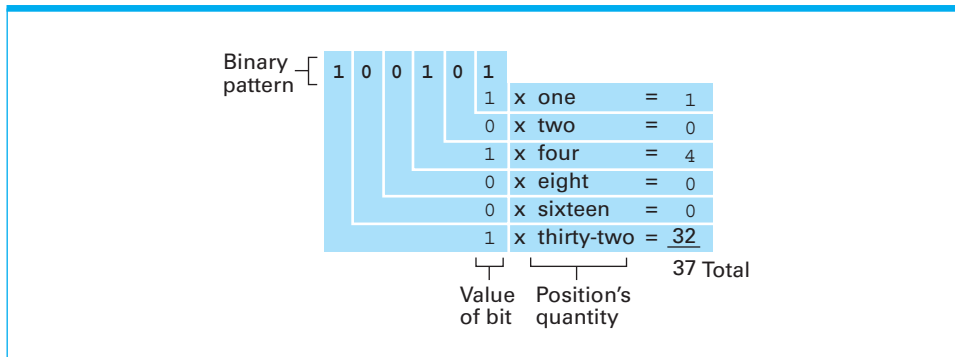 Binary
pattern
1 0 0 1 0 1
1 x one = 1
0 x two = 0
1 x four = 4
0 x eight = 0
0 x sixteen = 0
1 x thirty-two = 32
37 Total
Value
of bit
Position's
quantity